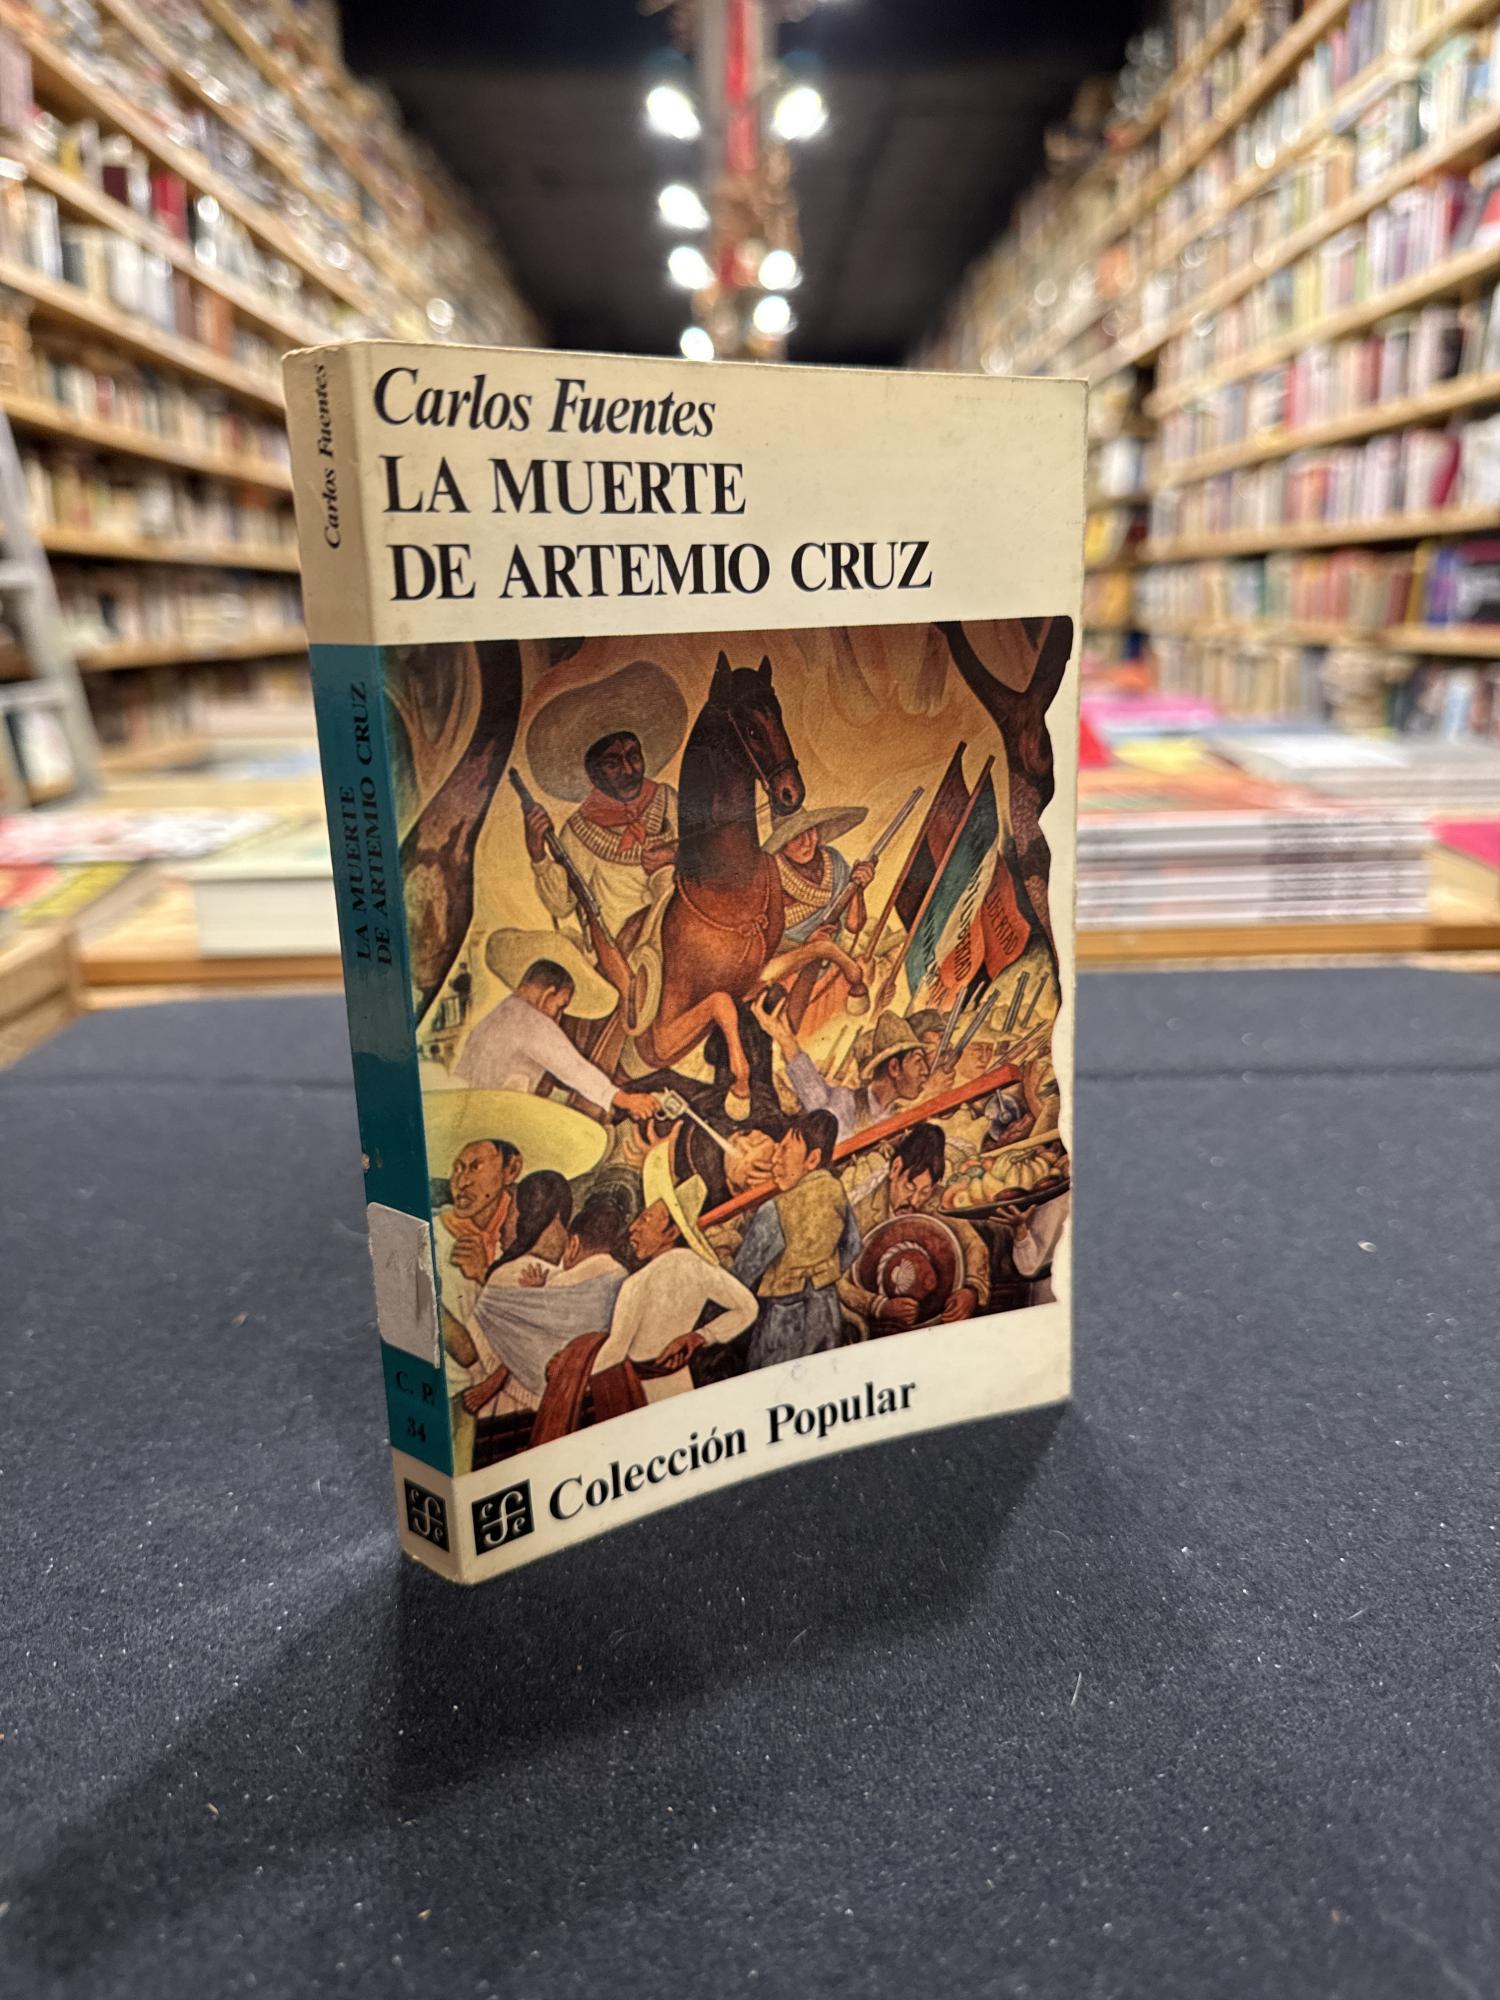 Carlos Fuentes
LA MUERTE
DE ARTEMIO CRUZ
Colección Popular
Carlos Fuentes
LA MUERTE
DE ARTEMIO CRUZ
C. P.
34